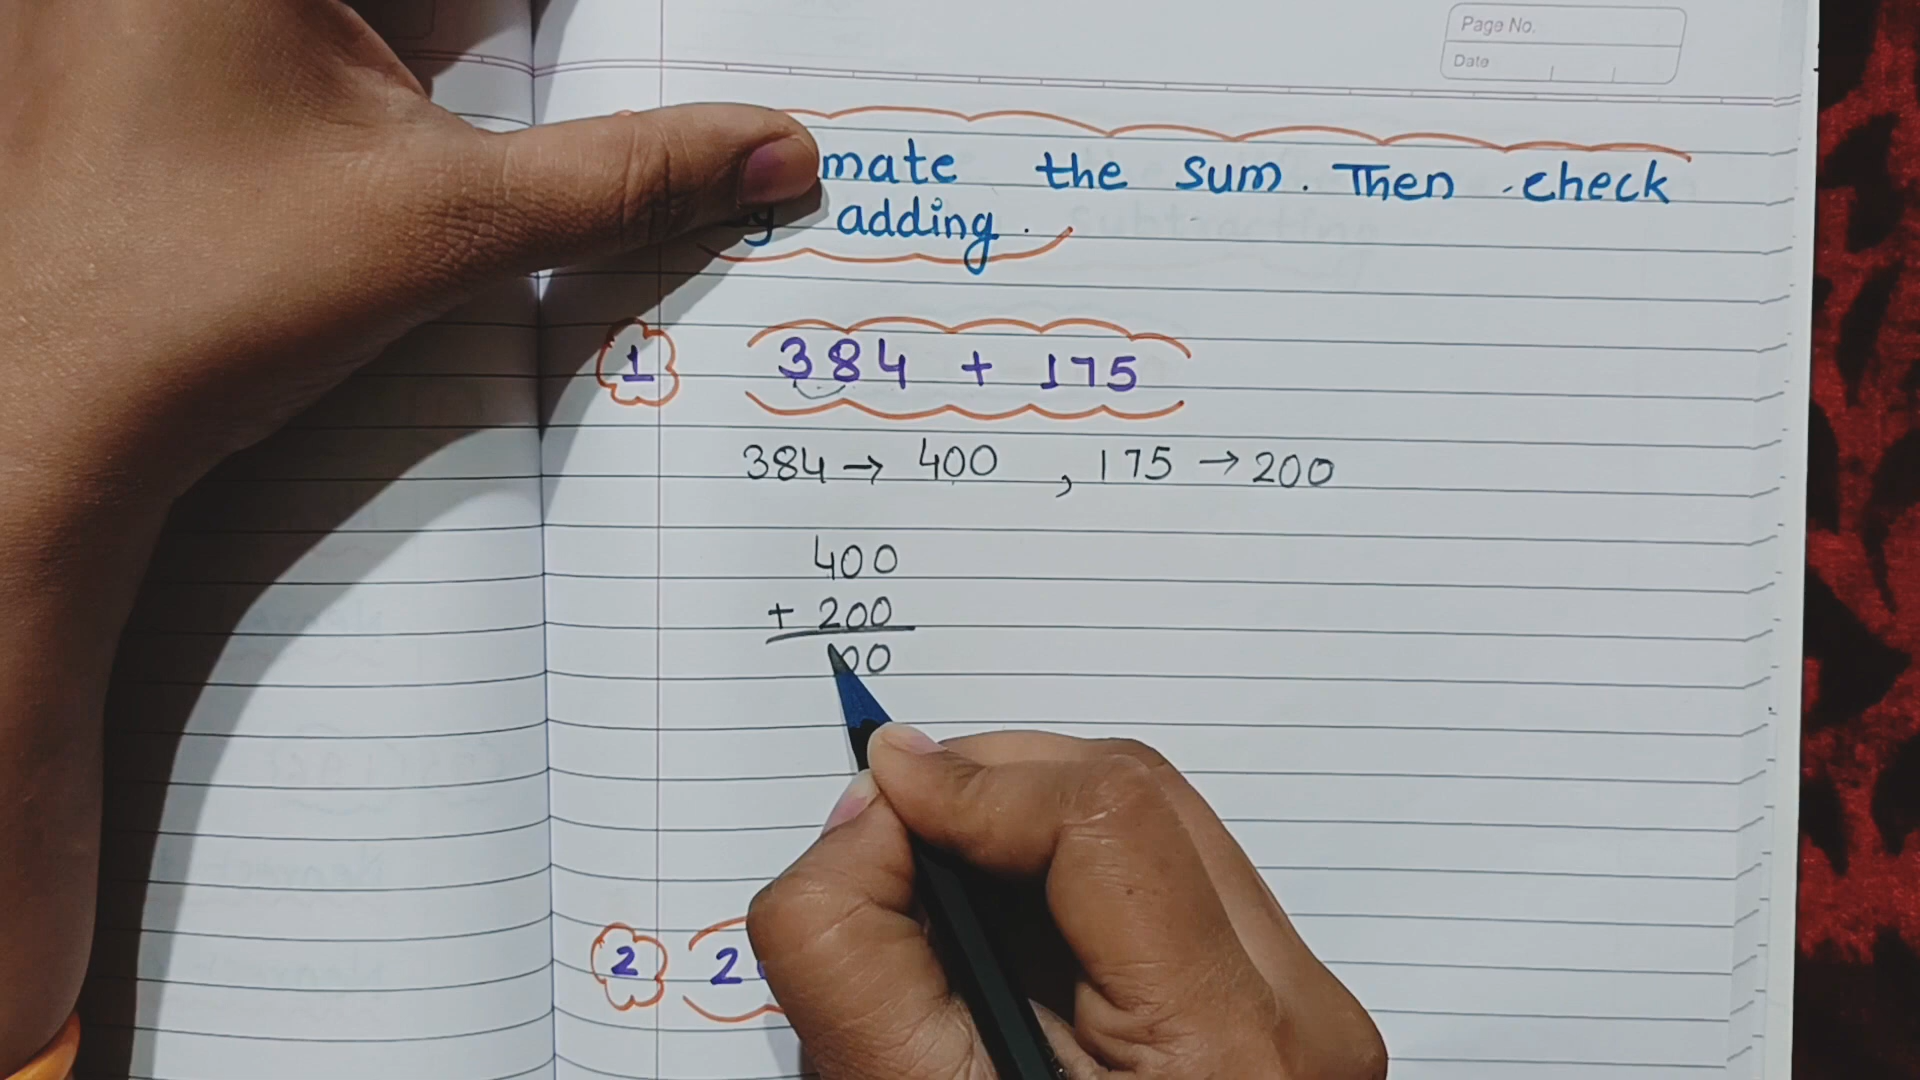 Page No.
Date
mate the sum. Then check
adding.
1 384 + 175
384 → 400 , 175 → 200
400
+ 200
00
2